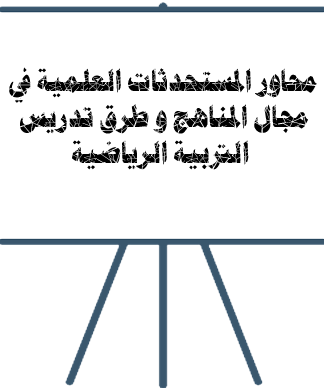 محاور المستحدثات العلمية في
مجال المناهج و طرق تدريس
التربية الرياضية